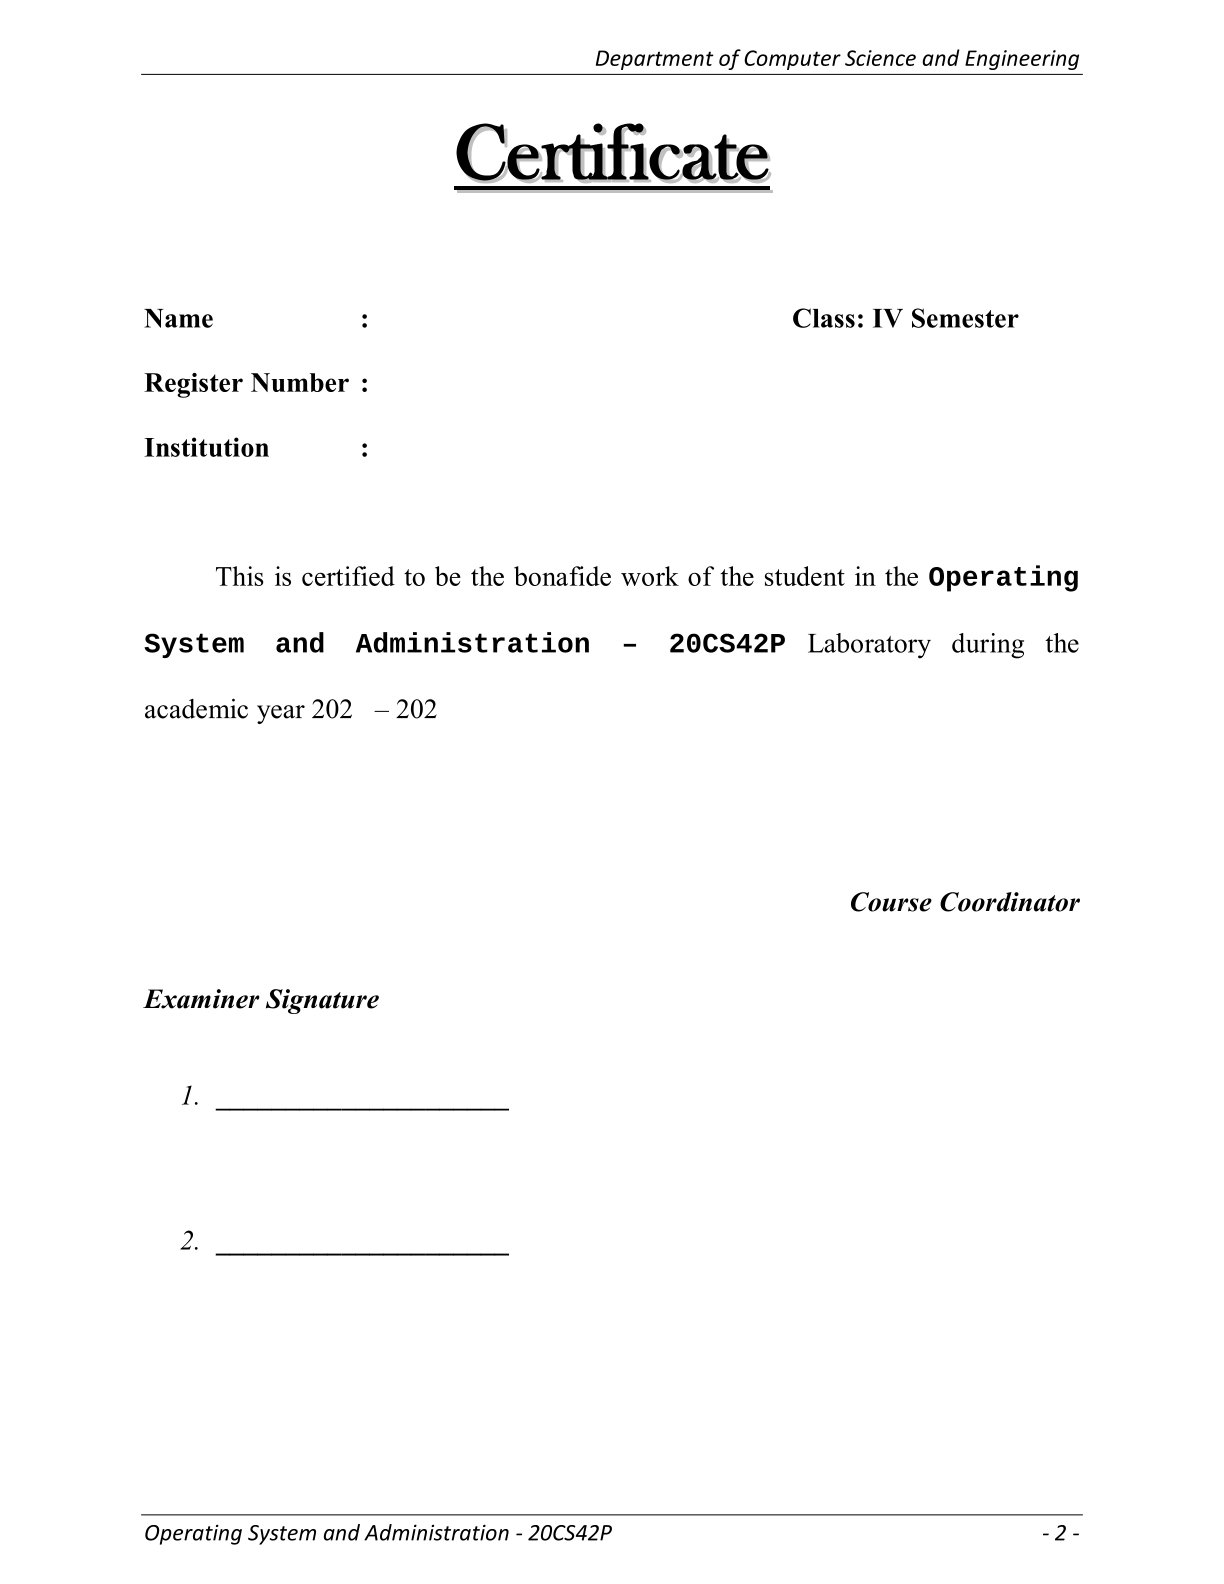 Department of Computer Science and Engineering
Certificate
Name : Class: IV Semester
Register Number :
Institution :
This is certified to be the bonafide work of the student in the Operating
System and Administration – 20CS42P Laboratory during the
academic year 202 – 202
Course Coordinator
Examiner Signature
1. _____________________
2. _____________________
Operating System and Administration - 20CS42P - 2 -